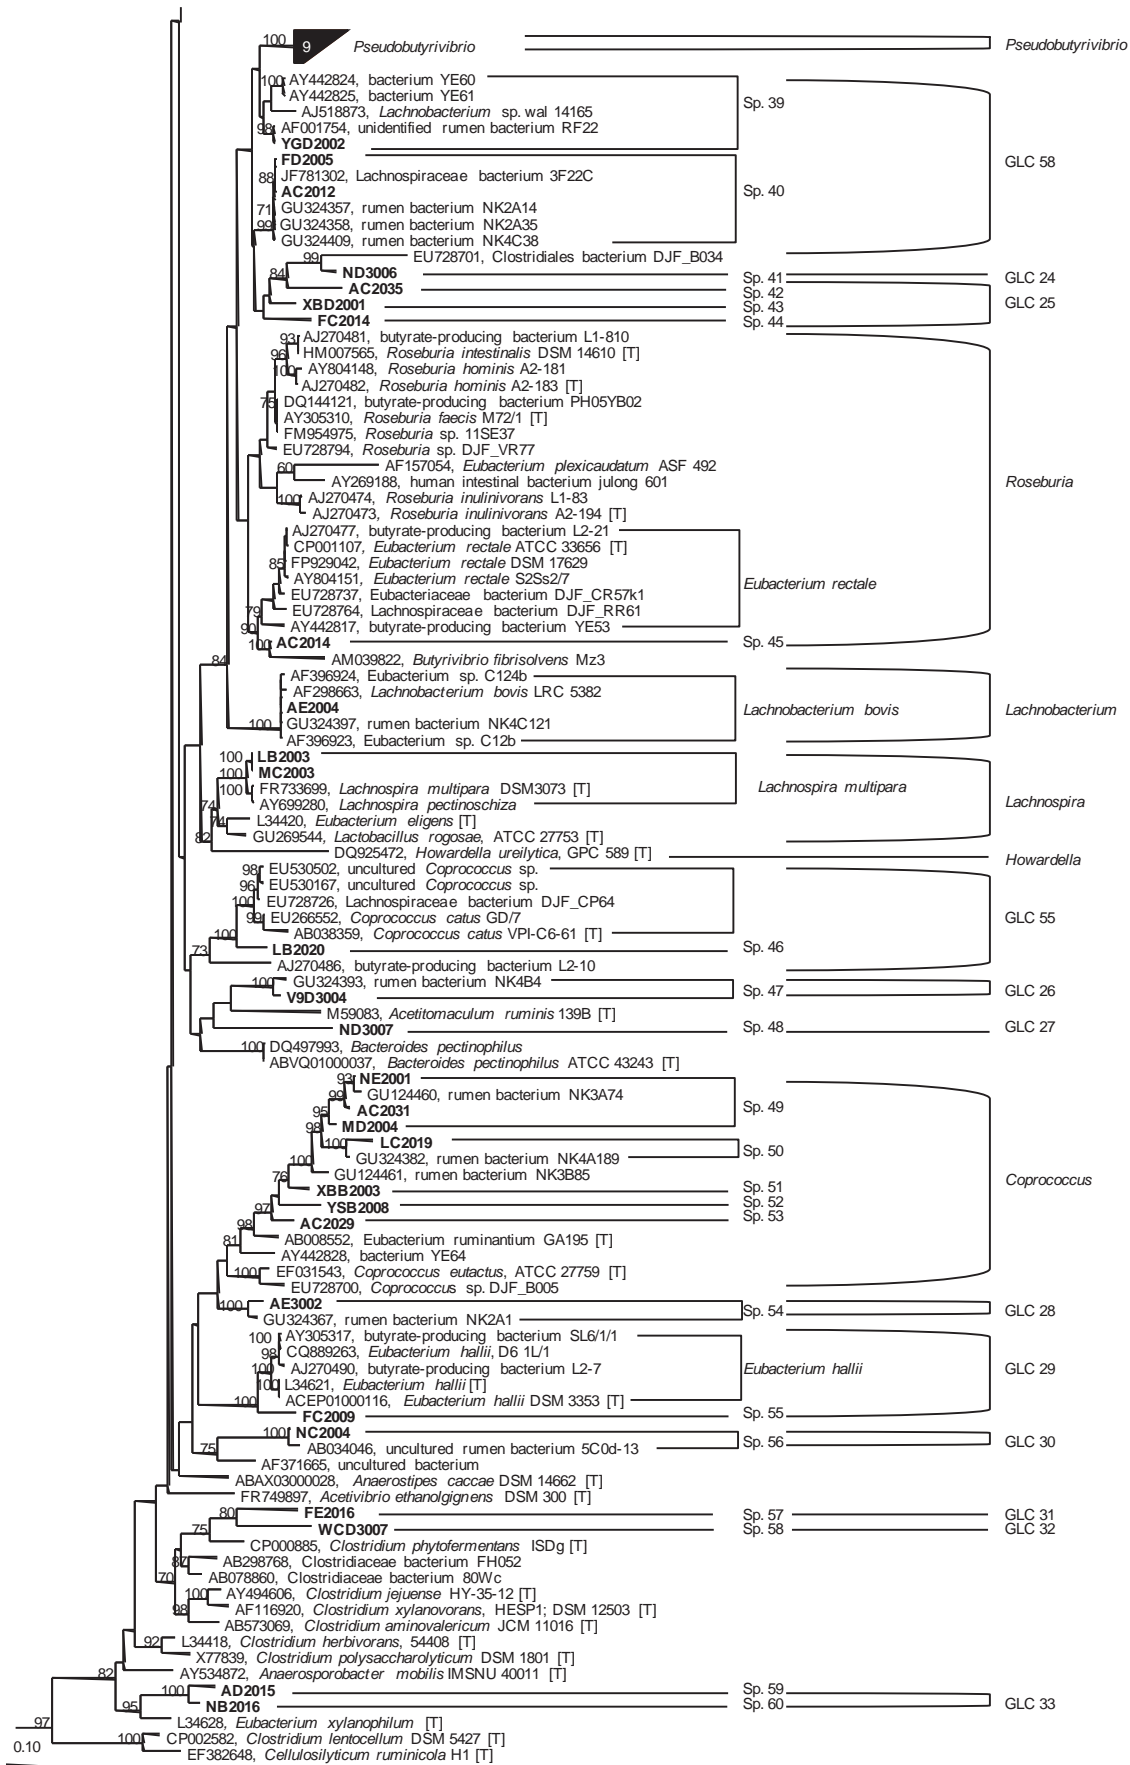 100 9 Pseudobutyrivibrio Pseudobutyrivibrio
100 AY442824, bacterium YE60
AY442825, bacterium YE61
Sp. 39
AJ518873, Lachnobacterium sp. wal 14165
98 AF001754, unidentified rumen bacterium RF22
YGD2002
FD2005
GLC 58
88 JF781302, Lachnospiraceae bacterium 3F22C
AC2012 Sp. 40
71 GU324357, rumen bacterium NK2A14
99 GU324358, rumen bacterium NK2A35
GU324409, rumen bacterium NK4C38
99 EU728701, Clostridiales bacterium DJF_B034
84 ND3006 Sp. 41 GLC 24
AC2035 Sp. 42
XBD2001 Sp. 43 GLC 25
FC2014 Sp. 44
93 AJ270481, butyrate-producing bacterium L1-810
96 HM007565, Roseburia intestinalis DSM 14610 [T]
100 AY804148, Roseburia hominis A2-181
AJ270482, Roseburia hominis A2-183 [T]
75 DQ144121, butyrate-producing bacterium PH05YB02
AY305310, Roseburia faecis M72/1 [T]
FM954975, Roseburia sp. 11SE37
EU728794, Roseburia sp. DJF_VR77
60 AF157054, Eubacterium plexicaudatum ASF 492
AY269188, human intestinal bacterium julong 601 Roseburia
100 AJ270474, Roseburia inulinivorans L1-83
AJ270473, Roseburia inulinivorans A2-194 [T]
AJ270477, butyrate-producing bacterium L2-21
CP001107, Eubacterium rectale ATCC 33656 [T]
85 FP929042, Eubacterium rectale DSM 17629
AY804151, Eubacterium rectale S2Ss2/7 Eubacterium rectale
EU728737, Eubacteriaceae bacterium DJF_CR57k1
79 EU728764, Lachnospiraceae bacterium DJF_RR61
90 AY442817, butyrate-producing bacterium YE53
100 AC2014 Sp. 45
84 AM039822, Butyrivibrio fibrisolvens Mz3
AF396924, Eubacterium sp. C124b
AF298663, Lachnobacterium bovis LRC 5382
AE2004 Lachnobacterium bovis Lachnobacterium
100 GU324397, rumen bacterium NK4C121
AF396923, Eubacterium sp. C12b
100 LB2003
100 MC2003
100 FR733699, Lachnospira multipara DSM3073 [T] Lachnospira multipara
74 AY699280, Lachnospira pectinoschiza Lachnospira
74 L34420, Eubacterium eligens [T]
82 GU269544, Lactobacillus rogosae, ATCC 27753 [T]
DQ925472, Howardella ureilytica, GPC 589 [T] Howardella
98 EU530502, uncultured Coprococcus sp.
96 EU530167, uncultured Coprococcus sp.
100 EU728726, Lachnospiraceae bacterium DJF_CP64
99 EU266552, Coprococcus catus GD/7 GLC 55
100 AB038359, Coprococcus catus VPI-C6-61 [T]
73 LB2020 Sp. 46
AJ270486, butyrate-producing bacterium L2-10
100 GU324393, rumen bacterium NK4B4
V9D3004 Sp. 47 GLC 26
M59083, Acetitomaculum ruminis 139B [T]
ND3007 Sp. 48 GLC 27
100 DQ497993, Bacteroides pectinophilus
ABVQ01000037, Bacteroides pectinophilus ATCC 43243 [T]
93 NE2001
99 GU124460, rumen bacterium NK3A74
95 AC2031 Sp. 49
98 MD2004
100 LC2019
100 GU324382, rumen bacterium NK4A189 Sp. 50
76 GU124461, rumen bacterium NK3B85
XBB2003 Sp. 51 Coprococcus
97 YSB2008 Sp. 52
98 AC2029 Sp. 53
81 AB008552, Eubacterium ruminantium GA195 [T]
AY442828, bacterium YE64
100 EF031543, Coprococcus eutactus, ATCC 27759 [T]
EU728700, Coprococcus sp. DJF_B005
100 AE3002 Sp. 54 GLC 28
GU324367, rumen bacterium NK2A1
100 AY305317, butyrate-producing bacterium SL6/1/1
98 CQ889263, Eubacterium hallii, D6 1L/1
100 AJ270490, butyrate-producing bacterium L2-7 Eubacterium hallii GLC 29
100 L34621, Eubacterium hallii [T]
100 ACEP01000116, Eubacterium hallii DSM 3353 [T]
FC2009 Sp. 55
100 NC2004
75 AB034046, uncultured rumen bacterium 5C0d-13 Sp. 56 GLC 30
AF371665, uncultured bacterium
ABAX03000028, Anaerostipes caccae DSM 14662 [T]
FR749897, Acetivibrio ethanolgignens DSM 300 [T]
80 FE2016 Sp. 57 GLC 31
75 WCD3007 Sp. 58 GLC 32
CP000885, Clostridium phytofermentans ISDg [T]
87 AB298768, Clostridiaceae bacterium FH052
70 AB078860, Clostridiaceae bacterium 80Wc
100 AY494606, Clostridium jejuense HY-35-12 [T]
98 AF116920, Clostridium xylanovorans, HESP1; DSM 12503 [T]
AB573069, Clostridium aminovalericum JCM 11016 [T]
92 L34418, Clostridium herbivorans, 54408 [T]
X77839, Clostridium polysaccharolyticum DSM 1801 [T]
82 AY534872, Anaerosporobacter mobilis IMSNU 40011 [T]
100 AD2015 Sp. 59
95 NB2016 Sp. 60 GLC 33
97 L34628, Eubacterium xylanophilum [T]
100 CP002582, Clostridium lentocellum DSM 5427 [T]
0.10 EF382648, Cellulosilyticum ruminicola H1 [T]